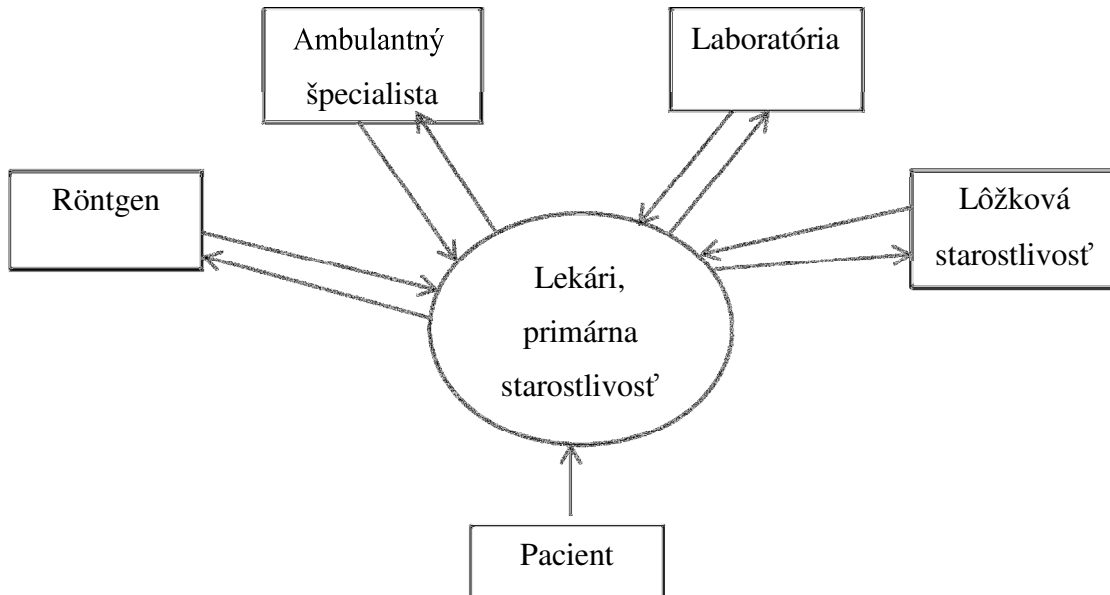 Ambulantný
špecialista
Laboratória
Röntgen
Lôžková
starostlivosť
Lekári,
primárna
starostlivosť
Pacient